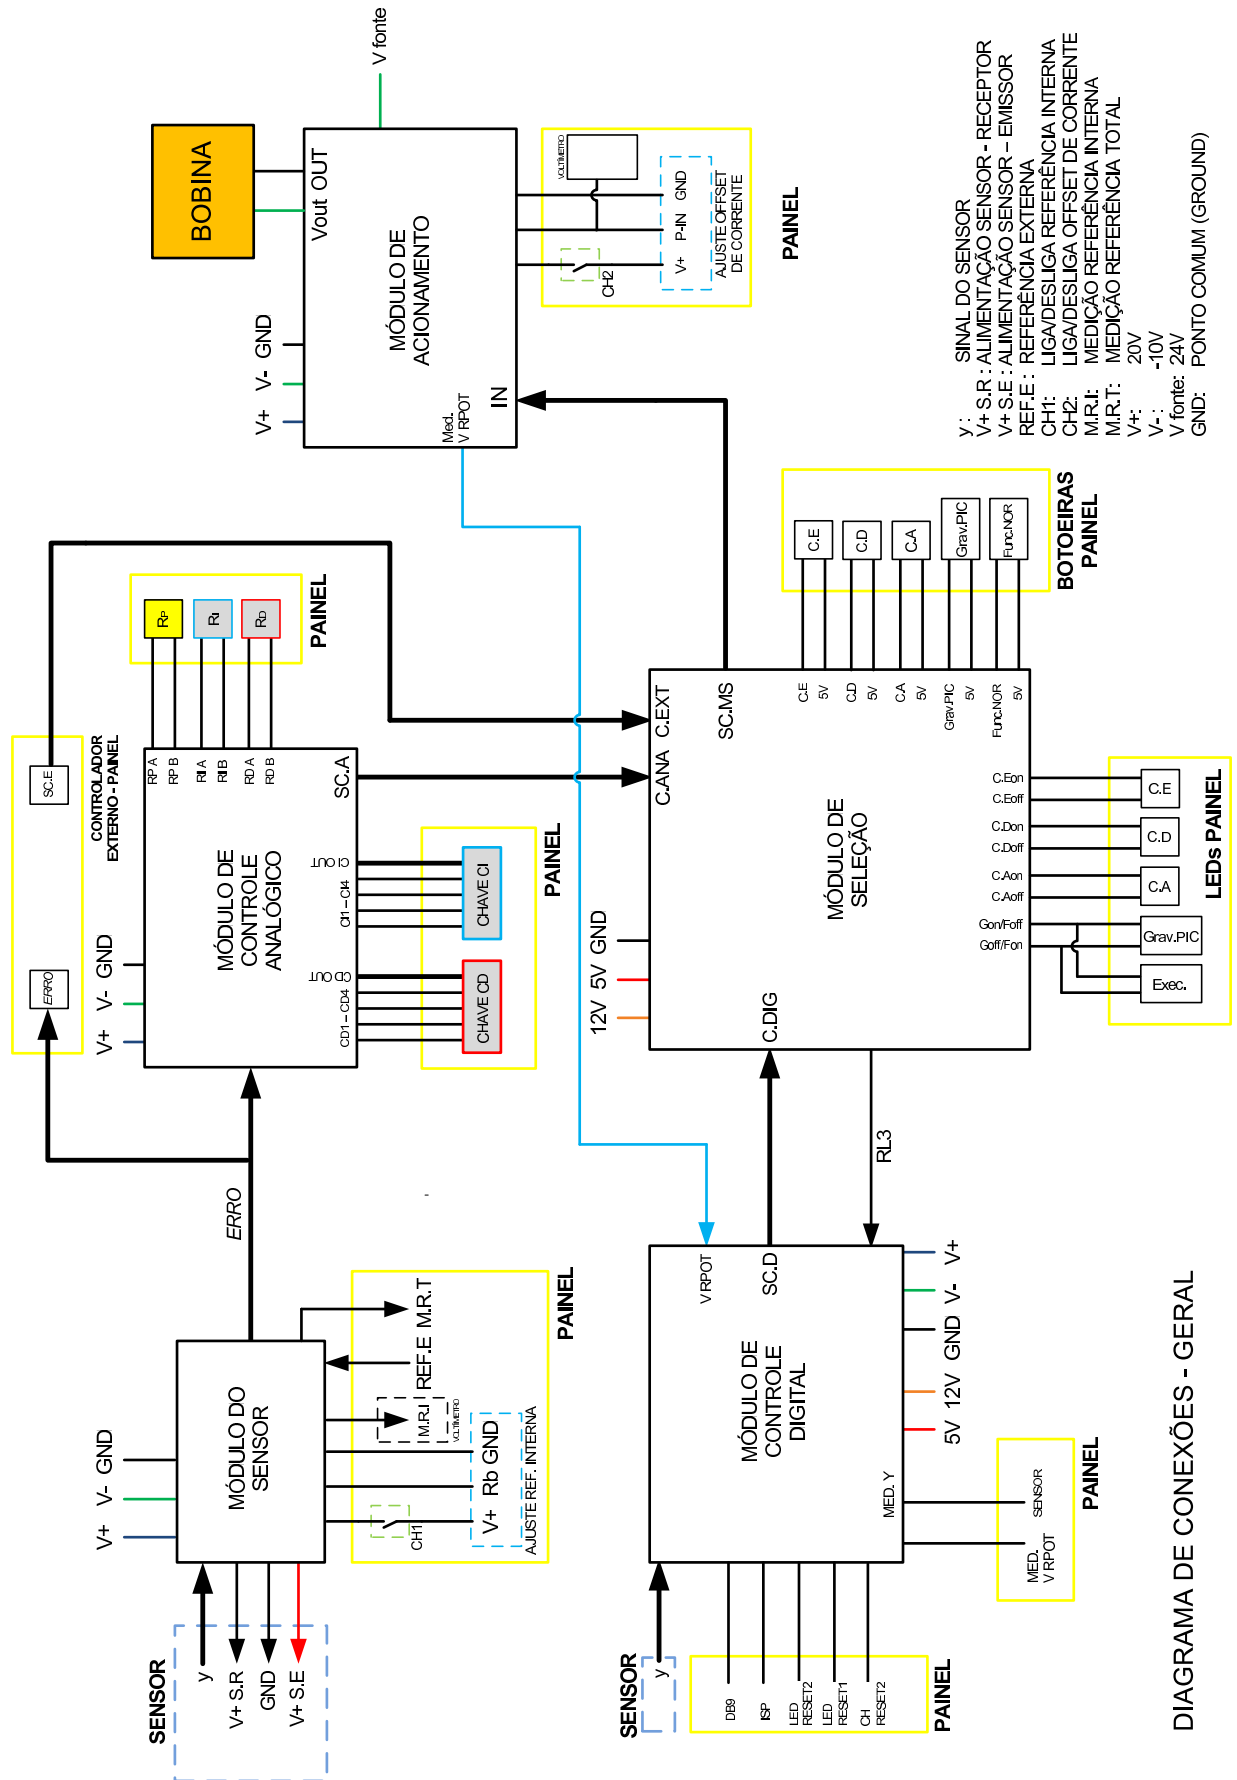 SENSOR
y
V+ S.R
GND
V+ S.E
V+
V-
GND
MÓDULO DO
SENSOR
CH1
V+
Rb
GND
AJUSTE REF. INTERNA
M.R.I
VOLTÍMETRO
REF.E
M.R.T
PAINEL
ERRO
ERRO
SC.E
CONTROLADOR
EXTERNO - PAINEL
V+
V-
GND
MÓDULO DE
CONTROLE
ANALÓGICO
RP A
RP B
RI A
RI B
RD A
RD B
SC.A
CD1 – CD4
CD OUT
CI1 – CI4
CI OUT
RP
RI
RD
PAINEL
CHAVE CD
CHAVE CI
PAINEL
V+
V-
GND
BOBINA
Vout
OUT
V fonte
MÓDULO DE
ACIONAMENTO
Med.
V RPOT
IN
CH2
VOLTÍMETRO
V+
P-IN
GND
AJUSTE OFFSET
DE CORRENTE
PAINEL
SENSOR
y
MÓDULO DE
CONTROLE
DIGITAL
V RPOT
SC.D
MED. Y
DB9
ISP
LED
RESET2
LED
RESET1
CH
RESET2
PAINEL
5V
12V
GND
V-
V+
MED.
V RPOT
SENSOR
PAINEL
RL3
12V
5V
GND
C.DIG
C.ANA
C.EXT
SC.MS
MÓDULO DE
SELEÇÃO
C.E
5V
C.D
5V
C.A
5V
Grav.PIC
5V
Func.NOR
5V
C.E
C.D
C.A
Grav.PIC
Func.NOR
BOTOEIRAS
PAINEL
C.Eon
C.Eoff
C.Don
C.Doff
C.Aon
C.Aoff
Gon/Foff
Goff/Fon
C.E
C.D
C.A
Grav.PIC
Exec.
LEDs PAINEL
y : SINAL DO SENSOR
V+ S.R : ALIMENTAÇÃO SENSOR - RECEPTOR
V+ S.E : ALIMENTAÇÃO SENSOR – EMISSOR
REF.E : REFERÊNCIA EXTERNA
CH1: LIGA/DESLIGA REFERÊNCIA INTERNA
CH2: LIGA/DESLIGA OFFSET DE CORRENTE
M.R.I: MEDIÇÃO REFERÊNCIA INTERNA
M.R.T: MEDIÇÃO REFERÊNCIA TOTAL
V+: 20V
V- : -10V
V fonte: 24V
GND: PONTO COMUM (GROUND)
DIAGRAMA DE CONEXÕES - GERAL